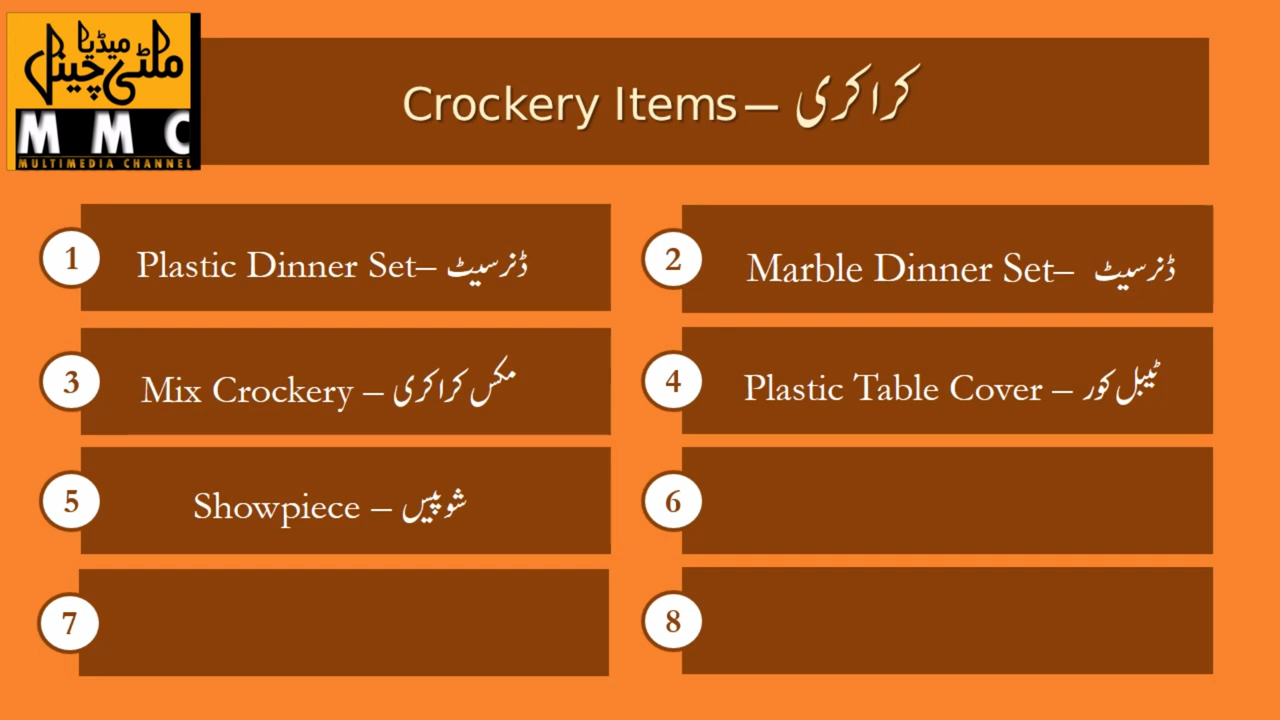 ملٹی میڈیا چینل
M M C
MULTIMEDIA CHANNEL
Crockery Items – کراکری
1 Plastic Dinner Set– ڈنرسیٹ
2 Marble Dinner Set– ڈنرسیٹ
3 Mix Crockery – مکس کراکری
4 Plastic Table Cover – ٹیبل کور
5 Showpiece – شوپیس
6
7
8